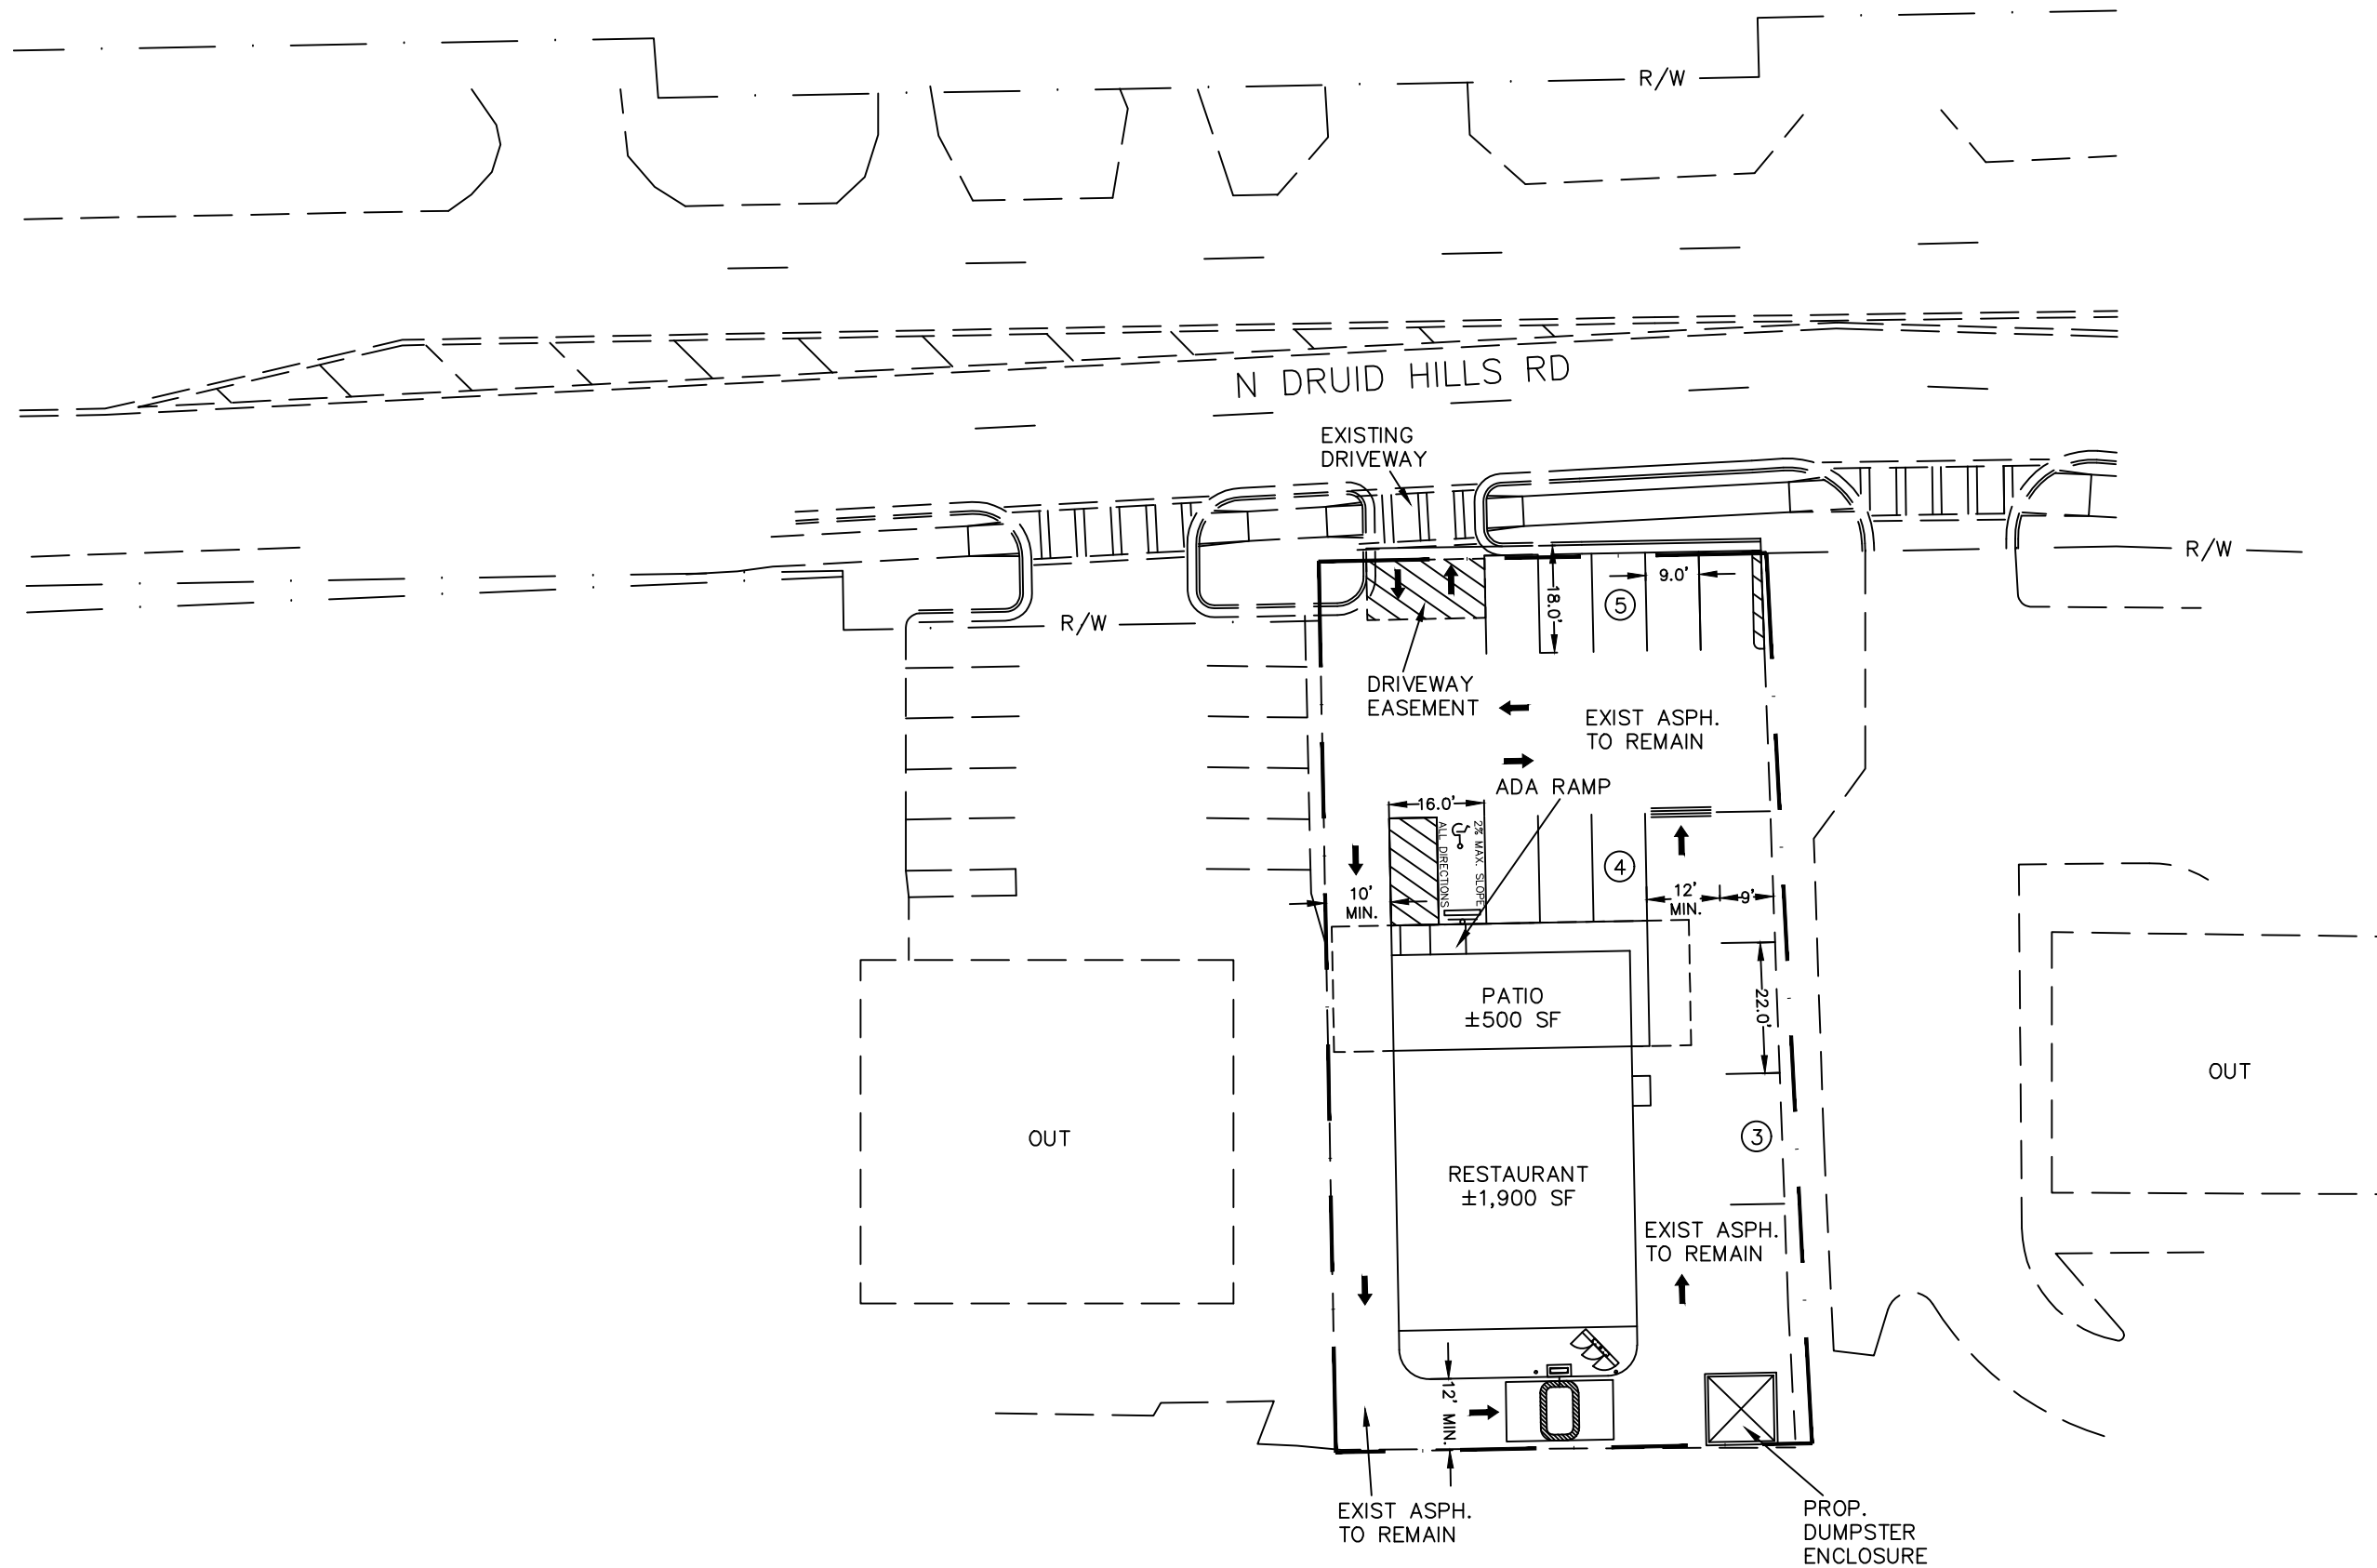 R/W
N DRUID HILLS RD
EXISTING
DRIVEWAY
R/W
R/W
9.0'
5
18.0'
DRIVEWAY
EASEMENT
EXIST ASPH.
TO REMAIN
ADA RAMP
16.0'
2% MAX. SLOPE
ALL DIRECTIONS
4
10'
MIN.
12'
MIN.
9'
PATIO
±500 SF
22.0'
OUT
OUT
3
RESTAURANT
±1,900 SF
EXIST ASPH.
TO REMAIN
12' MIN.
EXIST ASPH.
TO REMAIN
PROP.
DUMPSTER
ENCLOSURE